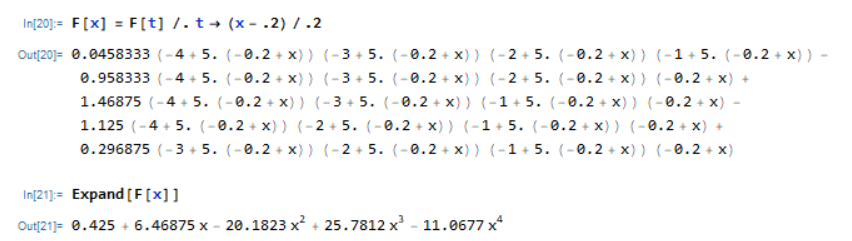 In[20]:= F[x] = F[t] /. t → (x - .2) / .2
Out[20]= 0.0458333 (-4 + 5. (-0.2 + x)) (-3 + 5. (-0.2 + x)) (-2 + 5. (-0.2 + x)) (-1 + 5. (-0.2 + x)) -
0.958333 (-4 + 5. (-0.2 + x)) (-3 + 5. (-0.2 + x)) (-2 + 5. (-0.2 + x)) (-0.2 + x) +
1.46875 (-4 + 5. (-0.2 + x)) (-3 + 5. (-0.2 + x)) (-1 + 5. (-0.2 + x)) (-0.2 + x) -
1.125 (-4 + 5. (-0.2 + x)) (-2 + 5. (-0.2 + x)) (-1 + 5. (-0.2 + x)) (-0.2 + x) +
0.296875 (-3 + 5. (-0.2 + x)) (-2 + 5. (-0.2 + x)) (-1 + 5. (-0.2 + x)) (-0.2 + x)
In[21]:= Expand[F[x]]
Out[21]= 0.425 + 6.46875 x - 20.1823 x² + 25.7812 x³ - 11.0677 x⁴